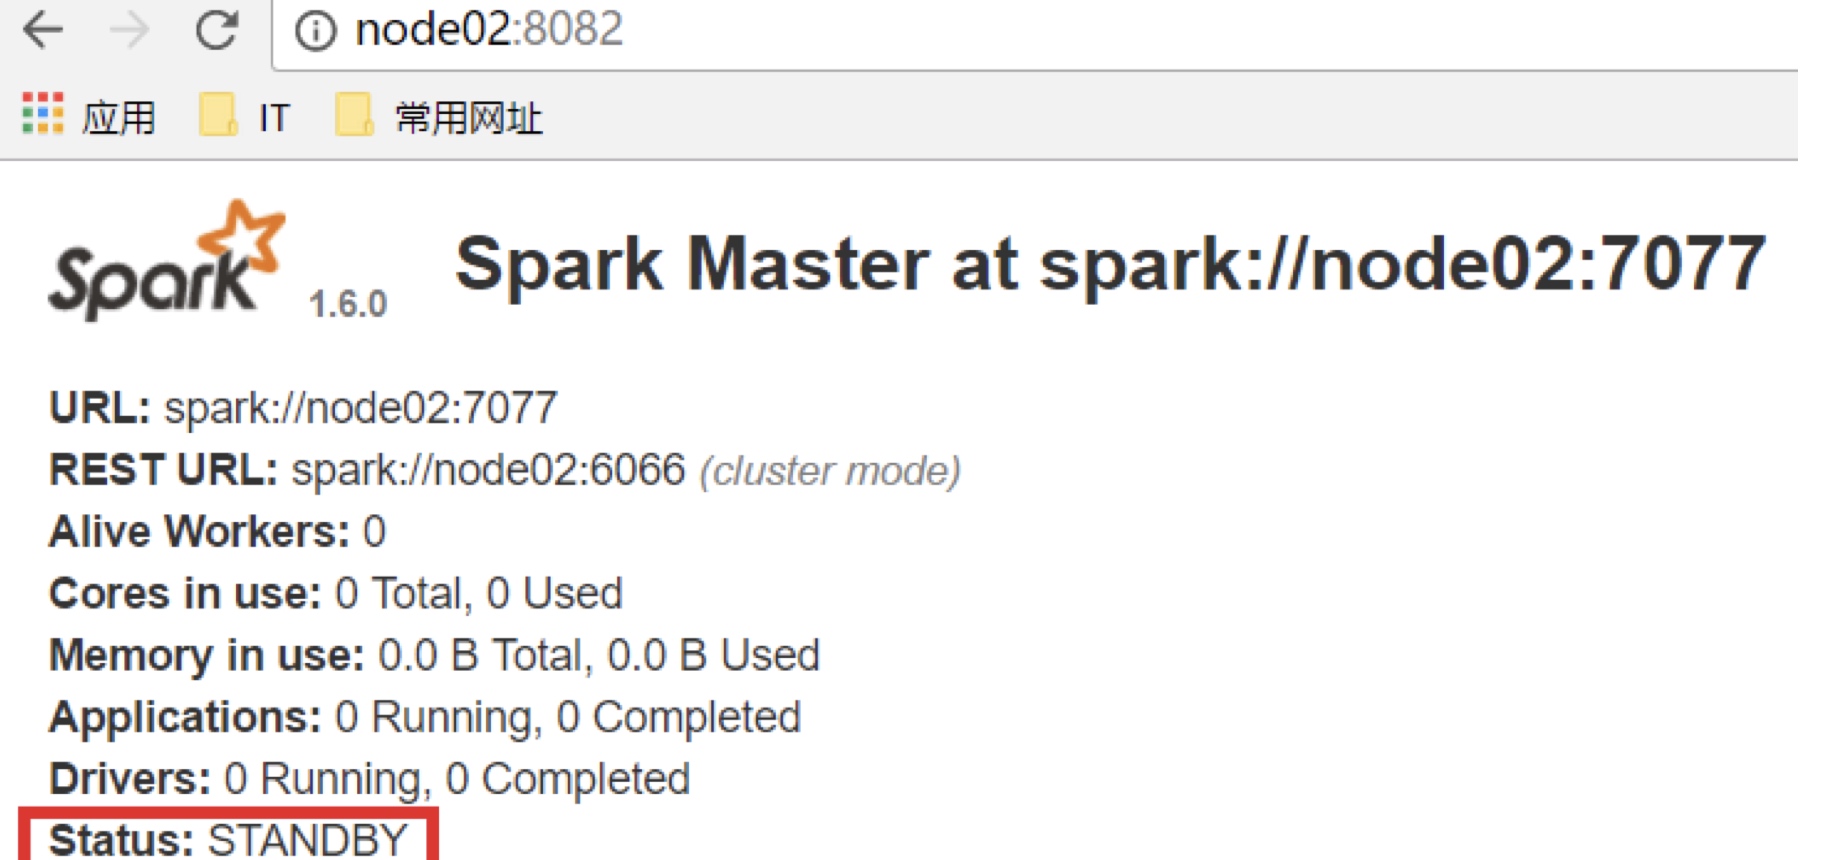 node02:8082
应用 IT 常用网址
Spark 1.6.0 Spark Master at spark://node02:7077
URL: spark://node02:7077
REST URL: spark://node02:6066 (cluster mode)
Alive Workers: 0
Cores in use: 0 Total, 0 Used
Memory in use: 0.0 B Total, 0.0 B Used
Applications: 0 Running, 0 Completed
Drivers: 0 Running, 0 Completed
Status: STANDBY